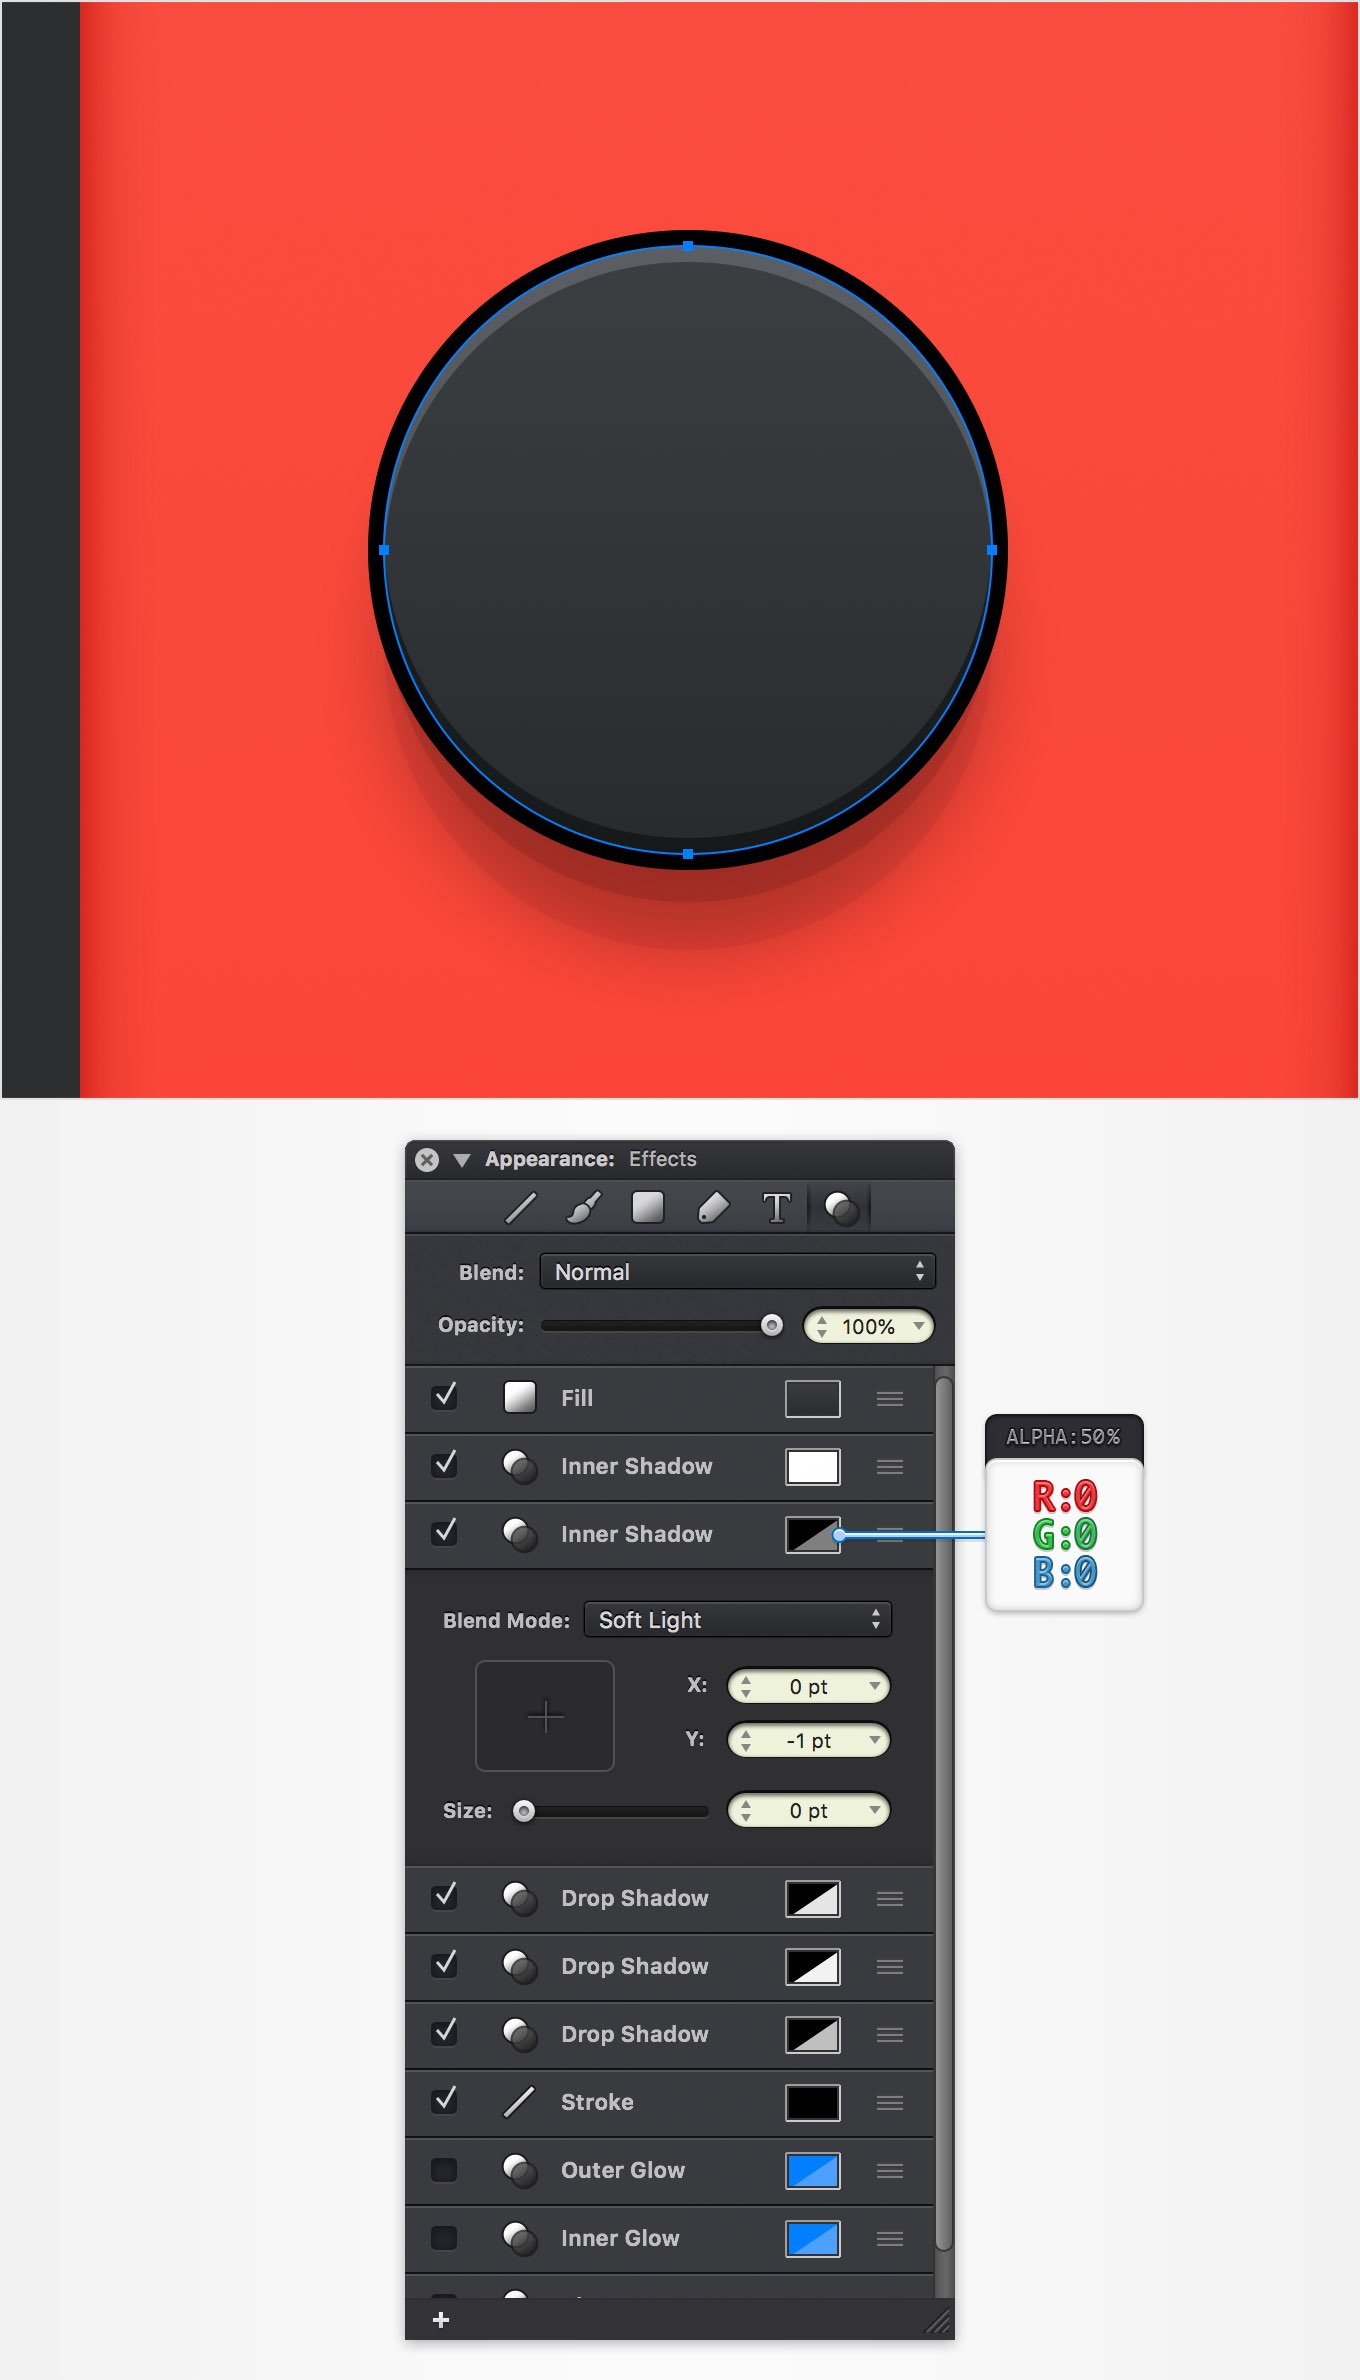 Appearance: Effects
T
Blend: Normal
Opacity: 100%
Fill
Inner Shadow
Inner Shadow
ALPHA:50%
R:0
G:0
B:0
Blend Mode: Soft Light
X: 0 pt
Y: -1 pt
Size: 0 pt
Drop Shadow
Drop Shadow
Drop Shadow
Stroke
Outer Glow
Inner Glow